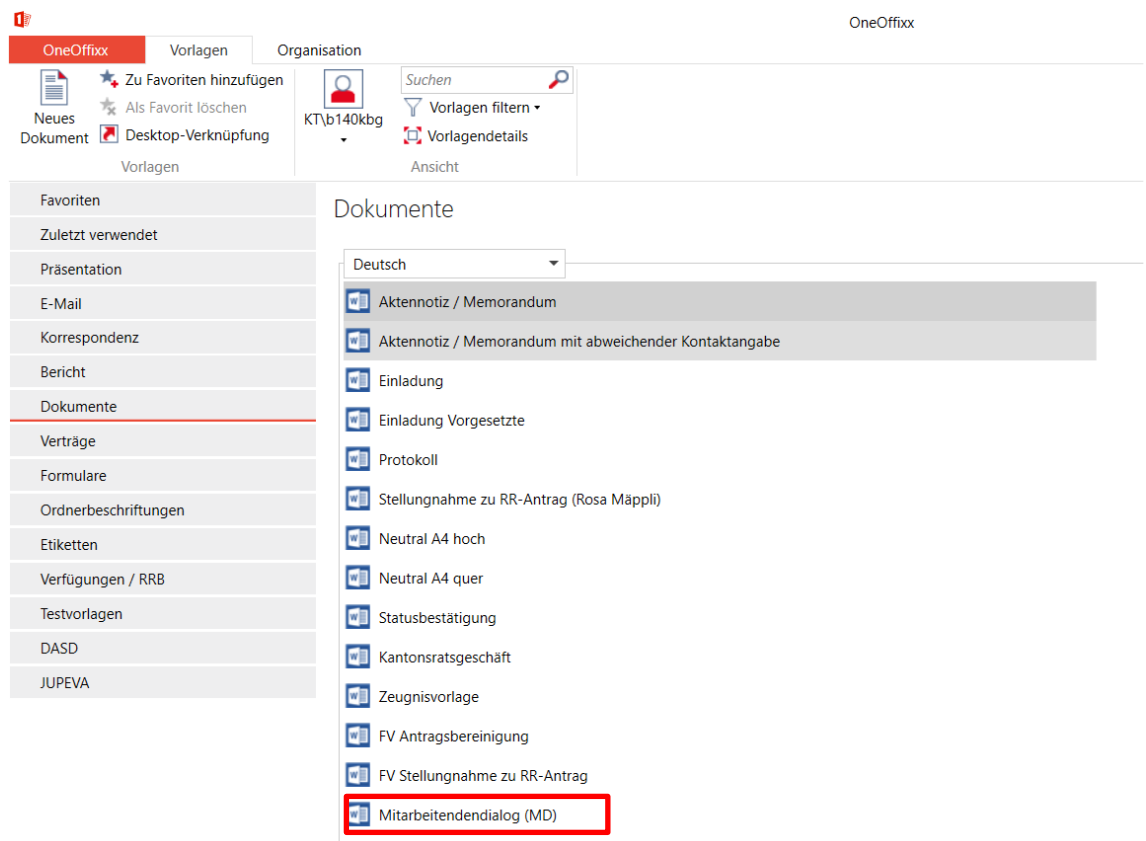 OneOffixx
OneOffixx Vorlagen Organisation
Neues
Dokument
Zu Favoriten hinzufügen
Als Favorit löschen
Desktop-Verknüpfung
Vorlagen
KT\b140kbg
Suchen
Vorlagen filtern
Vorlagendetails
Ansicht
Favoriten
Zuletzt verwendet
Präsentation
E-Mail
Korrespondenz
Bericht
Dokumente
Verträge
Formulare
Ordnerbeschriftungen
Etiketten
Verfügungen / RRB
Testvorlagen
DASD
JUPEVA
Dokumente
Deutsch
Aktennotiz / Memorandum
Aktennotiz / Memorandum mit abweichender Kontaktangabe
Einladung
Einladung Vorgesetzte
Protokoll
Stellungnahme zu RR-Antrag (Rosa Mäppli)
Neutral A4 hoch
Neutral A4 quer
Statusbestätigung
Kantonsratsgeschäft
Zeugnisvorlage
FV Antragsbereinigung
FV Stellungnahme zu RR-Antrag
Mitarbeitendendialog (MD)